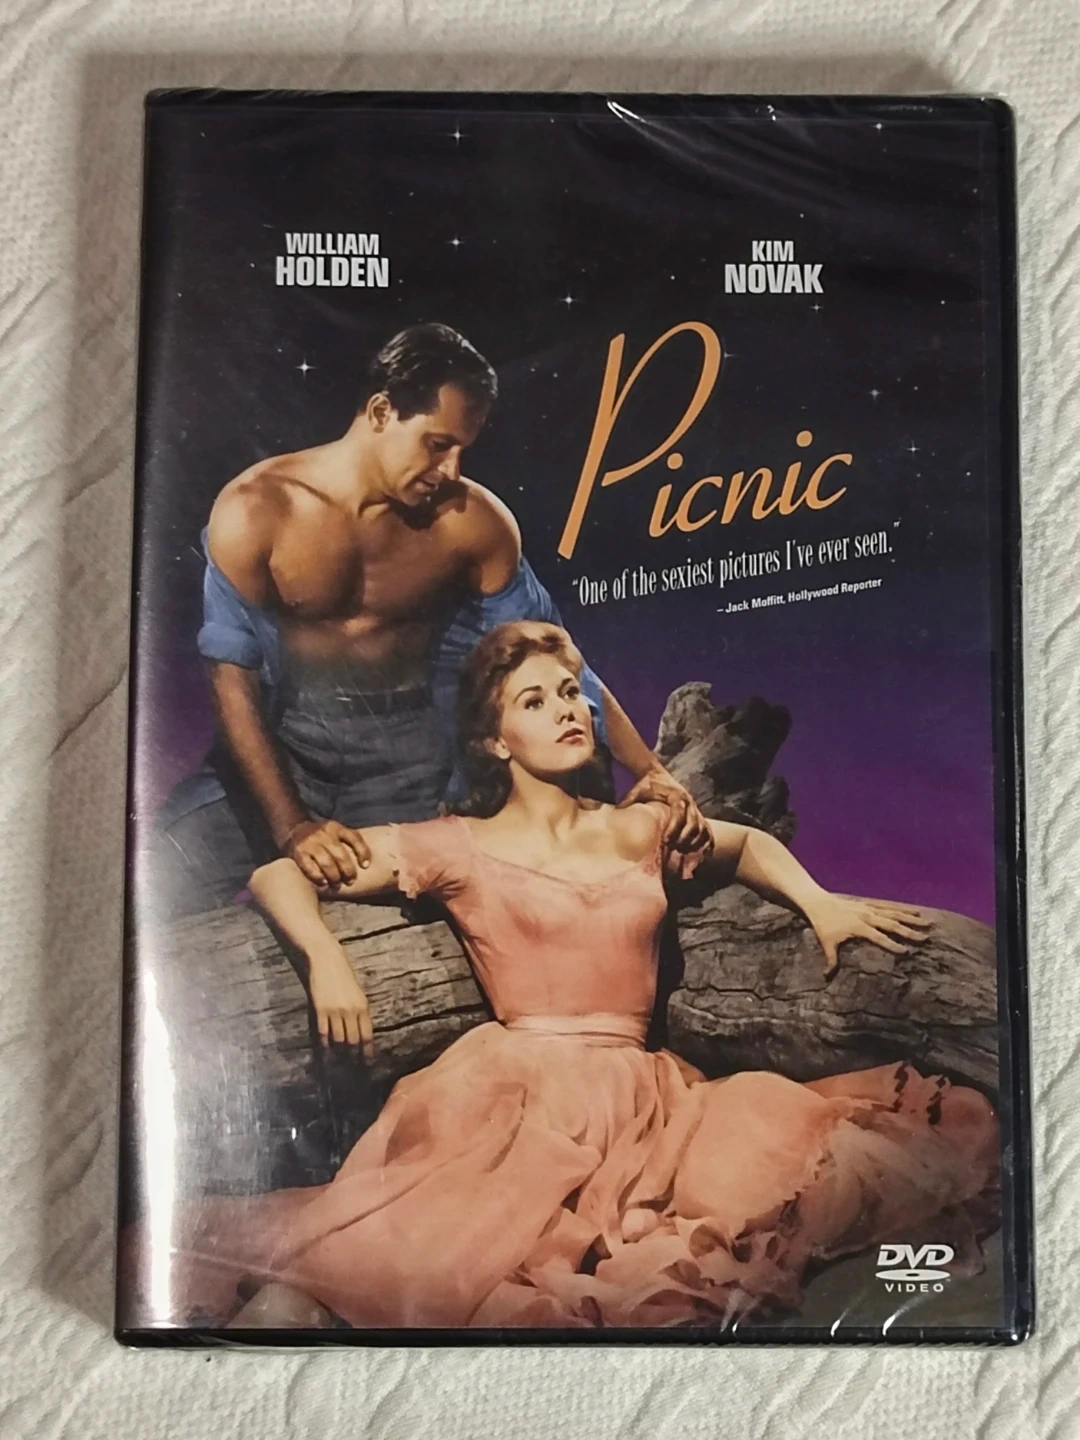 WILLIAM
HOLDEN
KIM
NOVAK
Picnic
"One of the sexiest pictures I've ever seen."
– Jack Moffitt, Hollywood Reporter
DVD
VIDEO